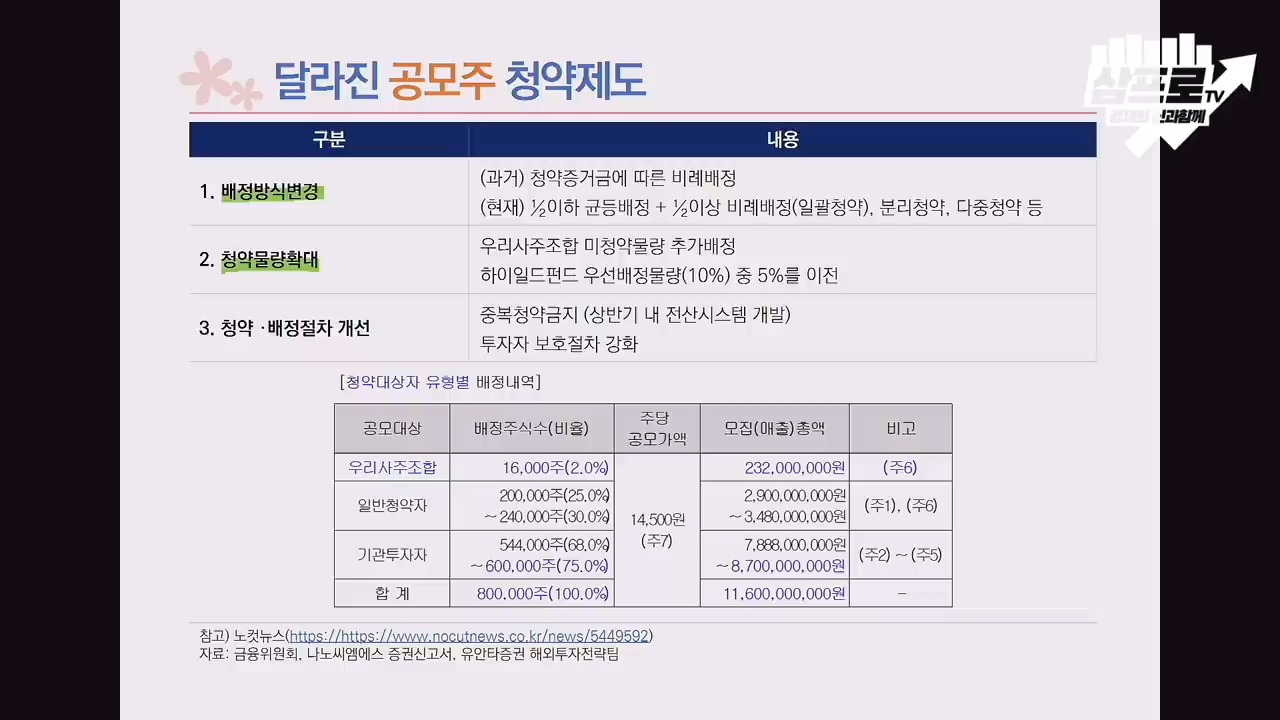 달라진 공모주 청약제도
삼프로TV
구분 내용
1. 배정방식변경
(과거) 청약증거금에 따른 비례배정
(현재) ½이하 균등배정 + ½이상 비례배정(일괄청약), 분리청약, 다중청약 등
2. 청약물량확대
우리사주조합 미청약물량 추가배정
하이일드펀드 우선배정물량(10%) 중 5%를 이전
3. 청약 ·배정절차 개선
중복청약금지 (상반기 내 전산시스템 개발)
투자자 보호절차 강화
[청약대상자 유형별 배정내역]
공모대상 배정주식수(비율) 주당 공모가액 모집(매출)총액 비고
우리사주조합 16,000주(2.0%) 232,000,000원 (주6)
일반청약자 200,000주(25.0%) ~240,000주(30.0%) 2,900,000,000원 ~3,480,000,000원 (주1), (주6)
14,500원 (주7)
기관투자자 544,000주(68.0%) ~600,000주(75.0%) 7,888,000,000원 ~8,700,000,000원 (주2) ~ (주5)
합 계 800,000주(100.0%) 11,600,000,000원 -
참고) 노컷뉴스(https://https://www.nocutnews.co.kr/news/5449592)
자료: 금융위원회, 나노씨엠에스 증권신고서, 유안타증권 해외투자전략팀